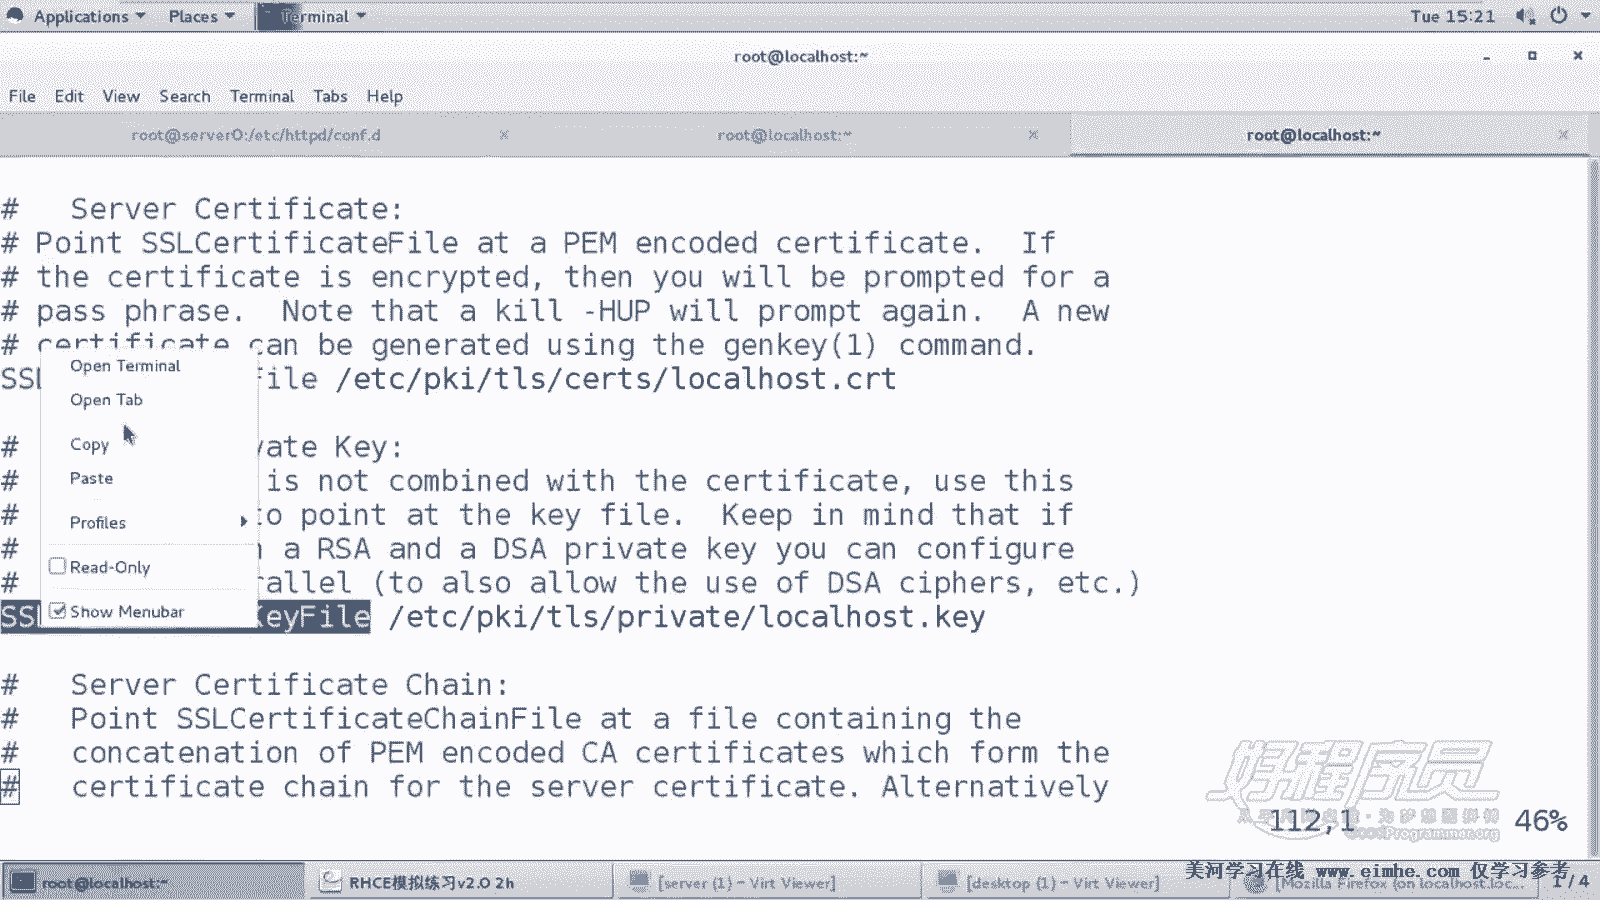 Applications Places Terminal Tue 15:21
root@localhost:~
File Edit View Search Terminal Tabs Help
root@server0:/etc/httpd/conf.d root@localhost:~ root@localhost:~
#   Server Certificate:
# Point SSLCertificateFile at a PEM encoded certificate.  If
# the certificate is encrypted, then you will be prompted for a
# pass phrase.  Note that a kill -HUP will prompt again.  A new
# certificate can be generated using the genkey(1) command.
SSL File /etc/pki/tls/certs/localhost.crt
Open Terminal
Open Tab
Copy
Paste
Profiles
Read-Only
Show Menubar
# vate Key:
# is not combined with the certificate, use this
# to point at the key file.  Keep in mind that if
# a RSA and a DSA private key you can configure
# rallel (to also allow the use of DSA ciphers, etc.)
SSL KeyFile /etc/pki/tls/private/localhost.key
#   Server Certificate Chain:
#   Point SSLCertificateChainFile at a file containing the
#   concatenation of PEM encoded CA certificates which form the
#   certificate chain for the server certificate. Alternatively
好程序员
112,1 46%
GoodProgrammer.org
美河学习在线 www.eimhe.com 仅学习参考
root@localhost:~ RHCE模拟练习v2.0 2h [server (1) - Virt Viewer] [desktop (1) - Virt Viewer] [Mozilla Firefox (on localhost.loc... 1 / 4